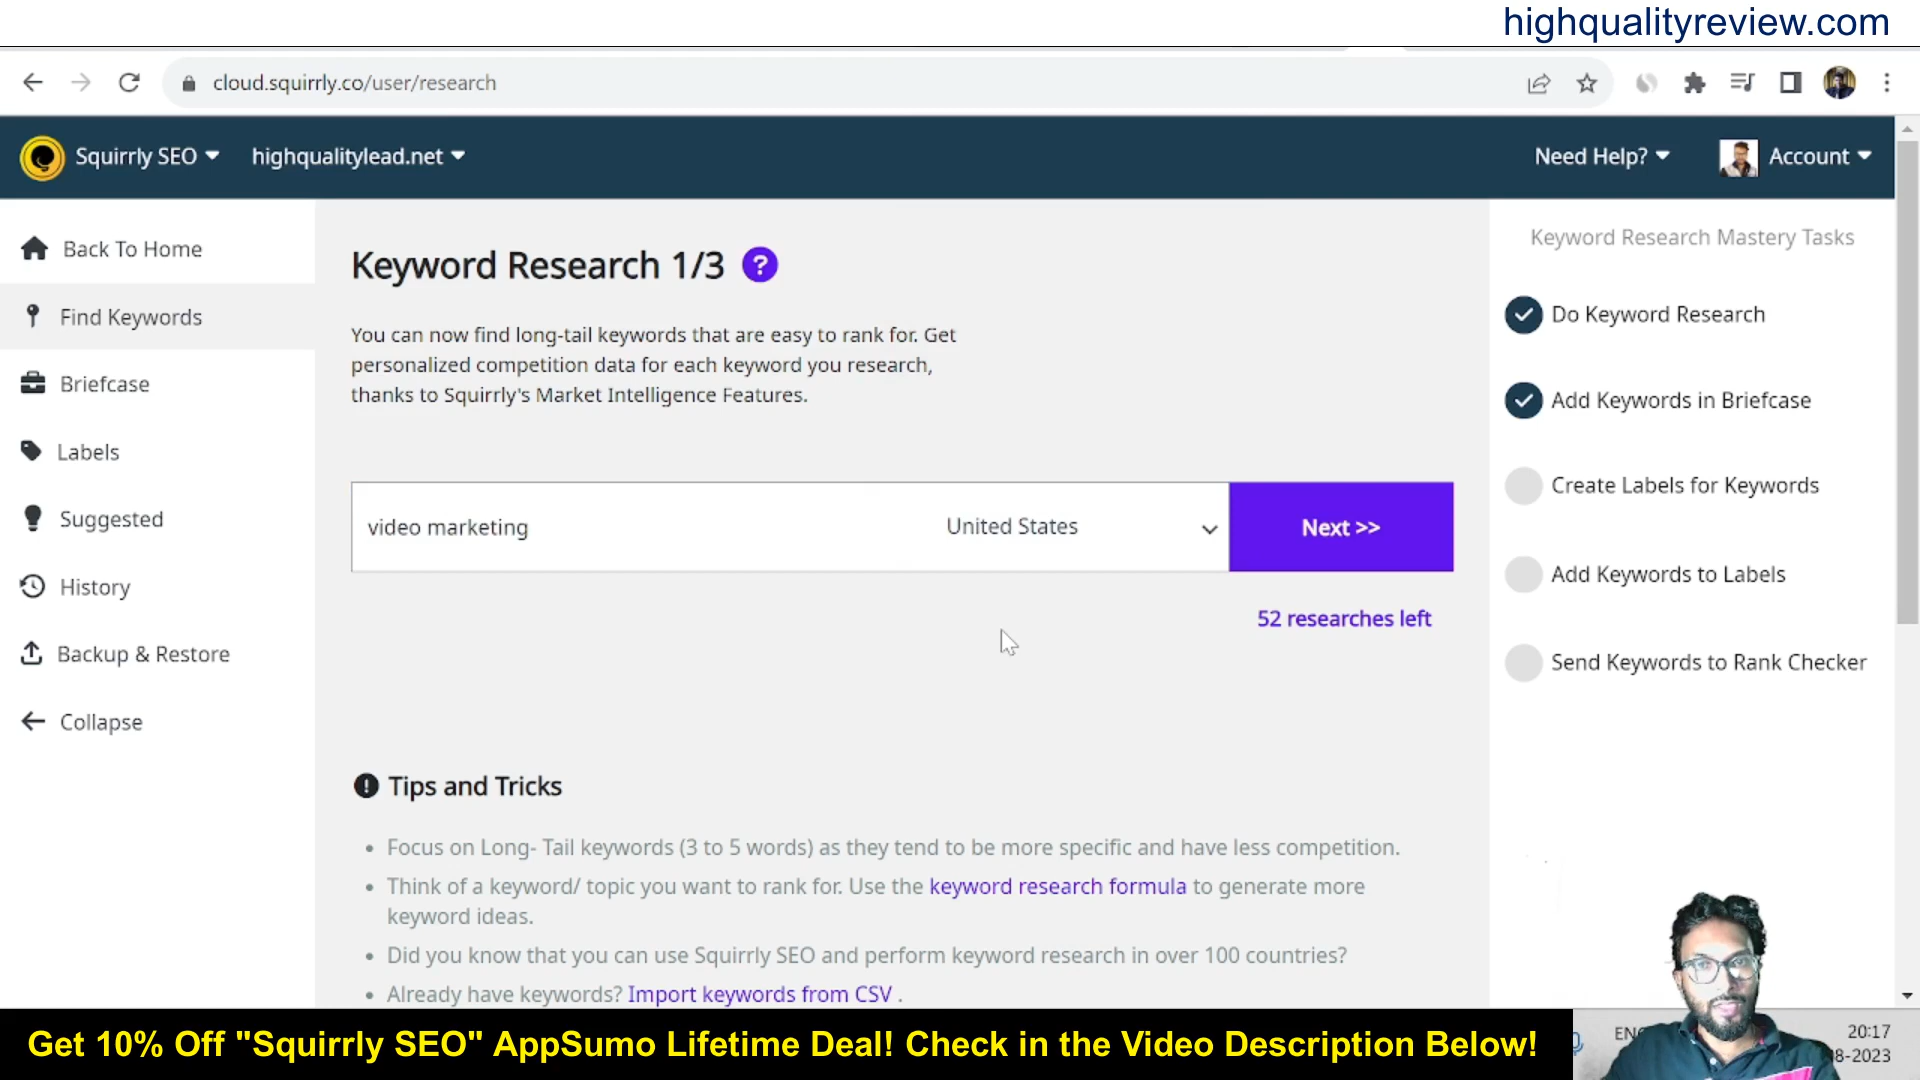 highqualityreview.com
cloud.squirrly.co/user/research
Squirrly SEO
highqualitylead.net
Need Help?
Account
Back To Home
Find Keywords
Briefcase
Labels
Suggested
History
Backup & Restore
Collapse
Keyword Research 1/3 ?
You can now find long-tail keywords that are easy to rank for. Get
personalized competition data for each keyword you research,
thanks to Squirrly's Market Intelligence Features.
video marketing
United States
Next >>
52 researches left
Tips and Tricks
• Focus on Long- Tail keywords (3 to 5 words) as they tend to be more specific and have less competition.
• Think of a keyword/ topic you want to rank for. Use the keyword research formula to generate more
keyword ideas.
• Did you know that you can use Squirrly SEO and perform keyword research in over 100 countries?
• Already have keywords? Import keywords from CSV .
Keyword Research Mastery Tasks
Do Keyword Research
Add Keywords in Briefcase
Create Labels for Keywords
Add Keywords to Labels
Send Keywords to Rank Checker
Get 10% Off "Squirrly SEO" AppSumo Lifetime Deal! Check in the Video Description Below!
20:17
8-2023